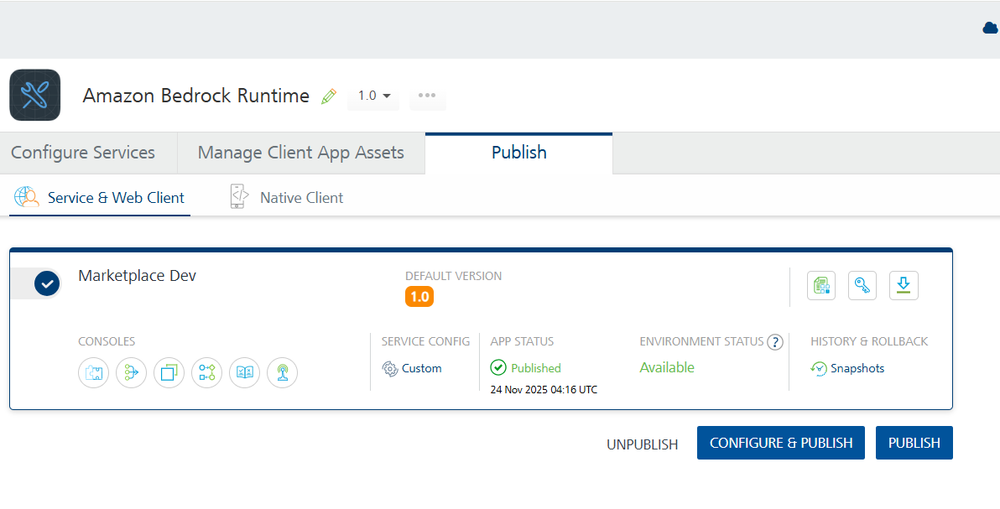 Amazon Bedrock Runtime
1.0
Configure Services
Manage Client App Assets
Publish
Service & Web Client
Native Client
Marketplace Dev
DEFAULT VERSION
1.0
CONSOLES
SERVICE CONFIG
Custom
APP STATUS
Published
24 Nov 2025 04:16 UTC
ENVIRONMENT STATUS ?
Available
HISTORY & ROLLBACK
Snapshots
UNPUBLISH
CONFIGURE & PUBLISH
PUBLISH